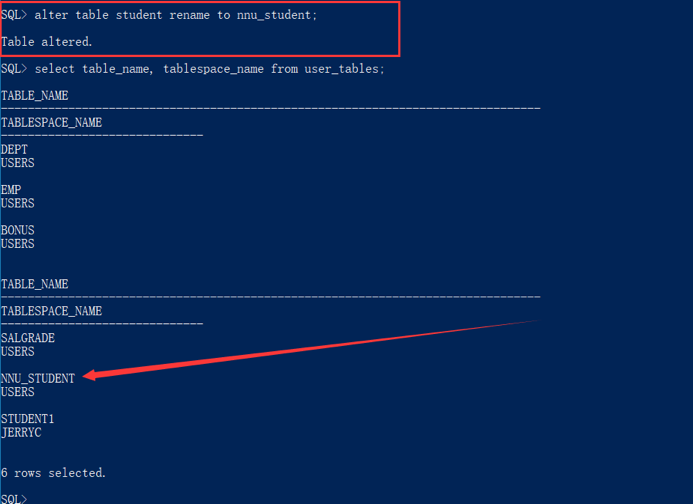 SQL> alter table student rename to nnu_student;
Table altered.
SQL> select table_name, tablespace_name from user_tables;
TABLE_NAME
--------------------------------------------------------------------------------
TABLESPACE_NAME
------------------------------
DEPT
USERS
EMP
USERS
BONUS
USERS
TABLE_NAME
--------------------------------------------------------------------------------
TABLESPACE_NAME
------------------------------
SALGRADE
USERS
NNU_STUDENT
USERS
STUDENT1
JERRYC
6 rows selected.
SQL>